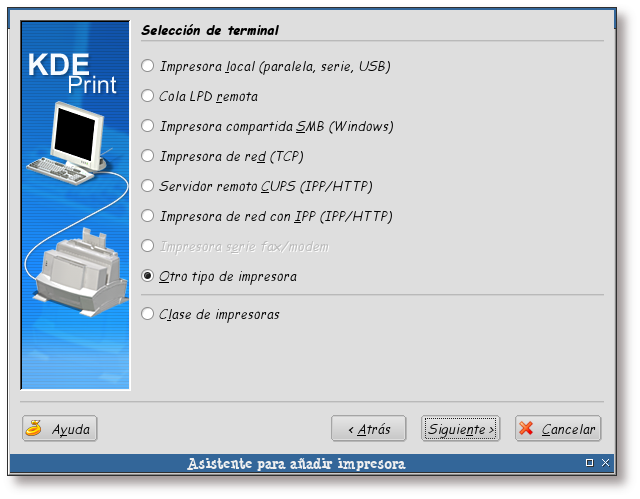 Selección de terminal
KDE
Print
Impresora local (paralela, serie, USB)
Cola LPD remota
Impresora compartida SMB (Windows)
Impresora de red (TCP)
Servidor remoto CUPS (IPP/HTTP)
Impresora de red con IPP (IPP/HTTP)
Impresora serie fax/modem
Otro tipo de impresora
Clase de impresoras
Ayuda
< Atrás
Siguiente >
Cancelar
Asistente para añadir impresora